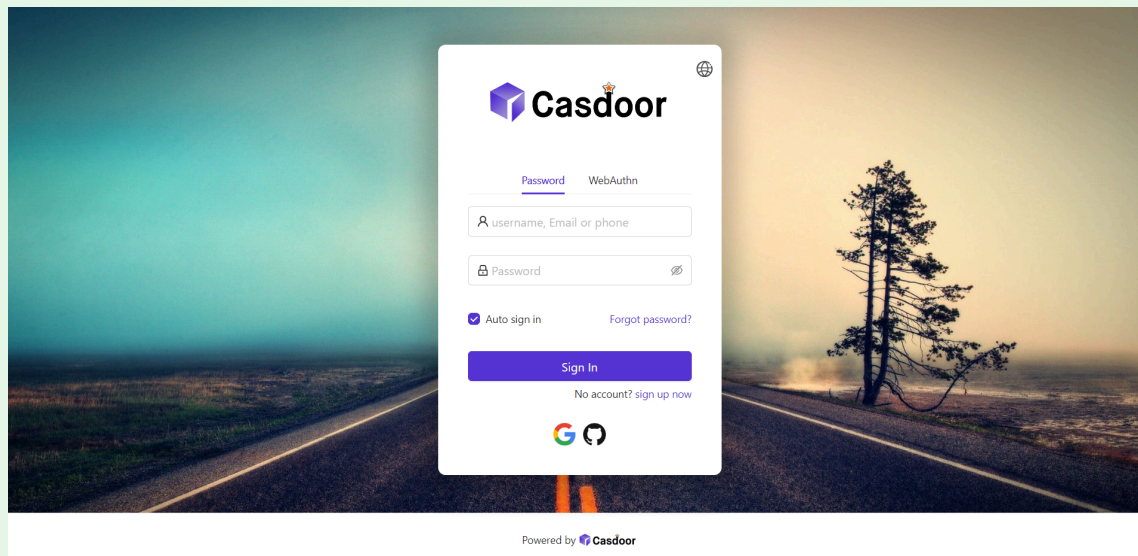 Casdoor
Password WebAuthn
username, Email or phone
Password
Auto sign in Forgot password?
Sign In
No account? sign up now
Powered by Casdoor